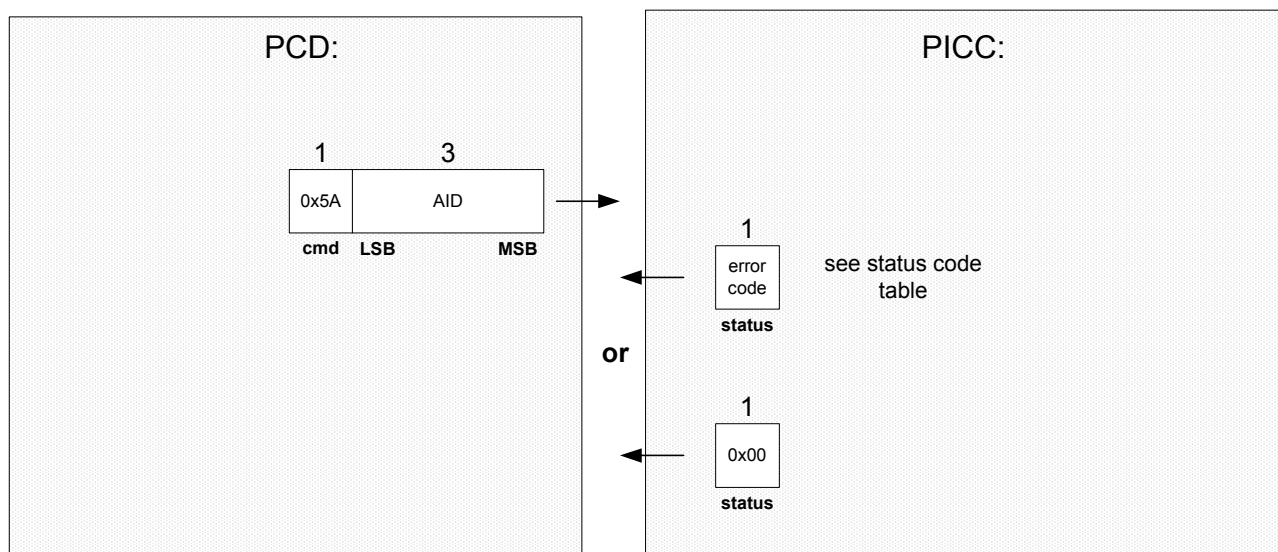 PCD:
PICC:
1 3
0x5A AID
cmd LSB MSB
1
error
code
see status code
table
status
or
1
0x00
status